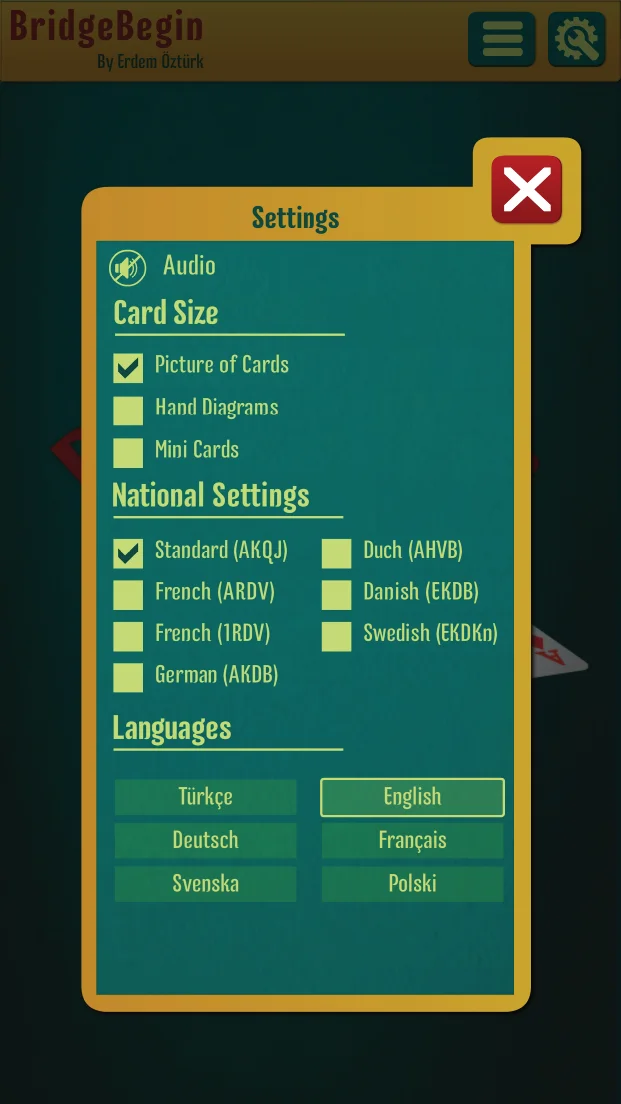 BridgeBegin
By Erdem Öztürk
Settings
Audio
Card Size
Picture of Cards
Hand Diagrams
Mini Cards
National Settings
Standard (AKQJ)
Duch (AHVB)
French (ARDV)
Danish (EKDB)
French (1RDV)
Swedish (EKDKn)
German (AKDB)
A
Languages
Türkçe
English
Deutsch
Français
Svenska
Polski